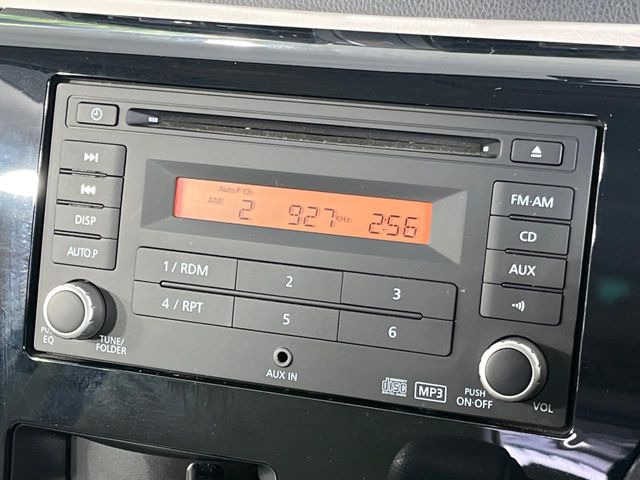 Auto.P Ch
AM 2 927 kHz 2:56
DISP
AUTO.P
FM·AM
CD
AUX
1 / RDM
2
3
4 / RPT
5
6
EQ
TUNE/
FOLDER
AUX IN
disc
MP3
PUSH
ON·OFF
VOL